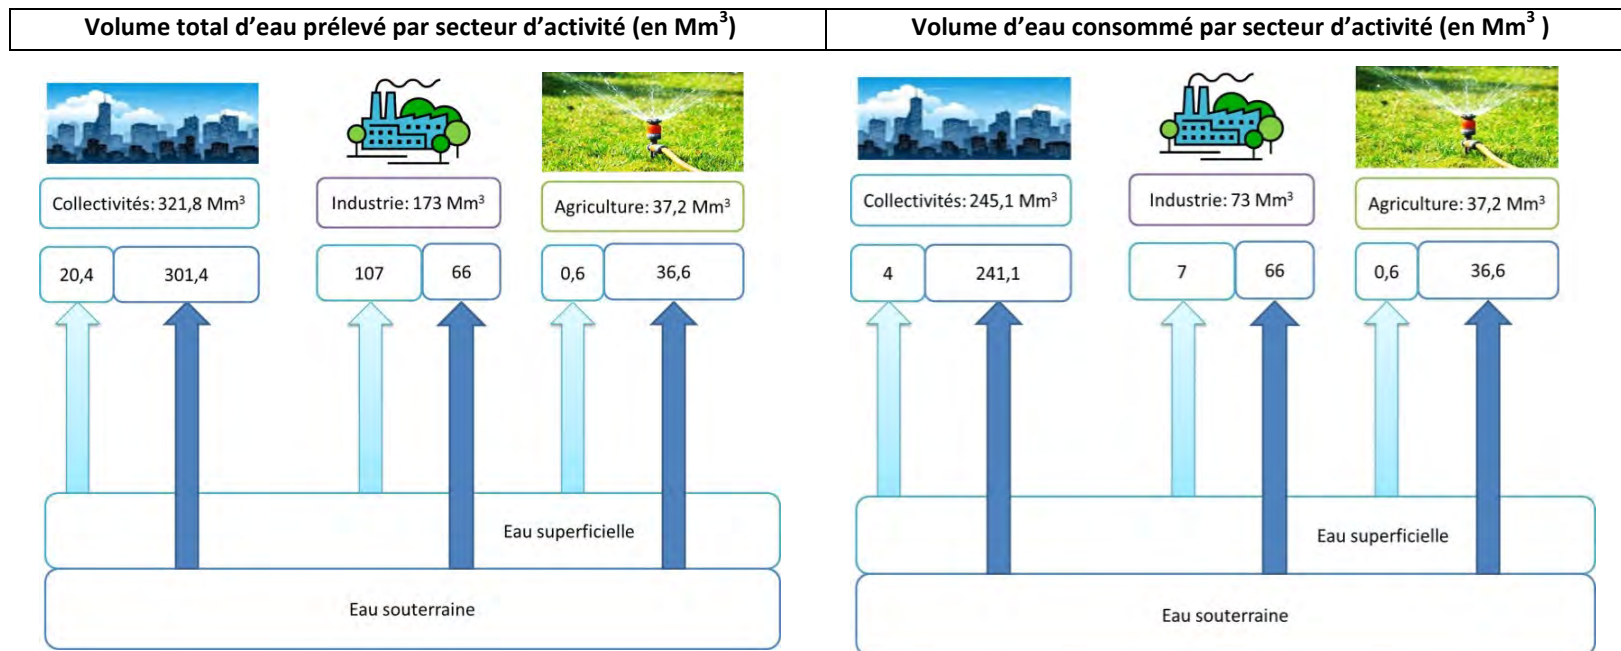 Volume total d’eau prélevé par secteur d’activité (en Mm³)
Volume d’eau consommé par secteur d’activité (en Mm³ )
Collectivités: 321,8 Mm³
Industrie: 173 Mm³
Agriculture: 37,2 Mm³
20,4
301,4
107
66
0,6
36,6
Eau superficielle
Eau souterraine
Collectivités: 245,1 Mm³
Industrie: 73 Mm³
Agriculture: 37,2 Mm³
4
241,1
7
66
0,6
36,6
Eau superficielle
Eau souterraine